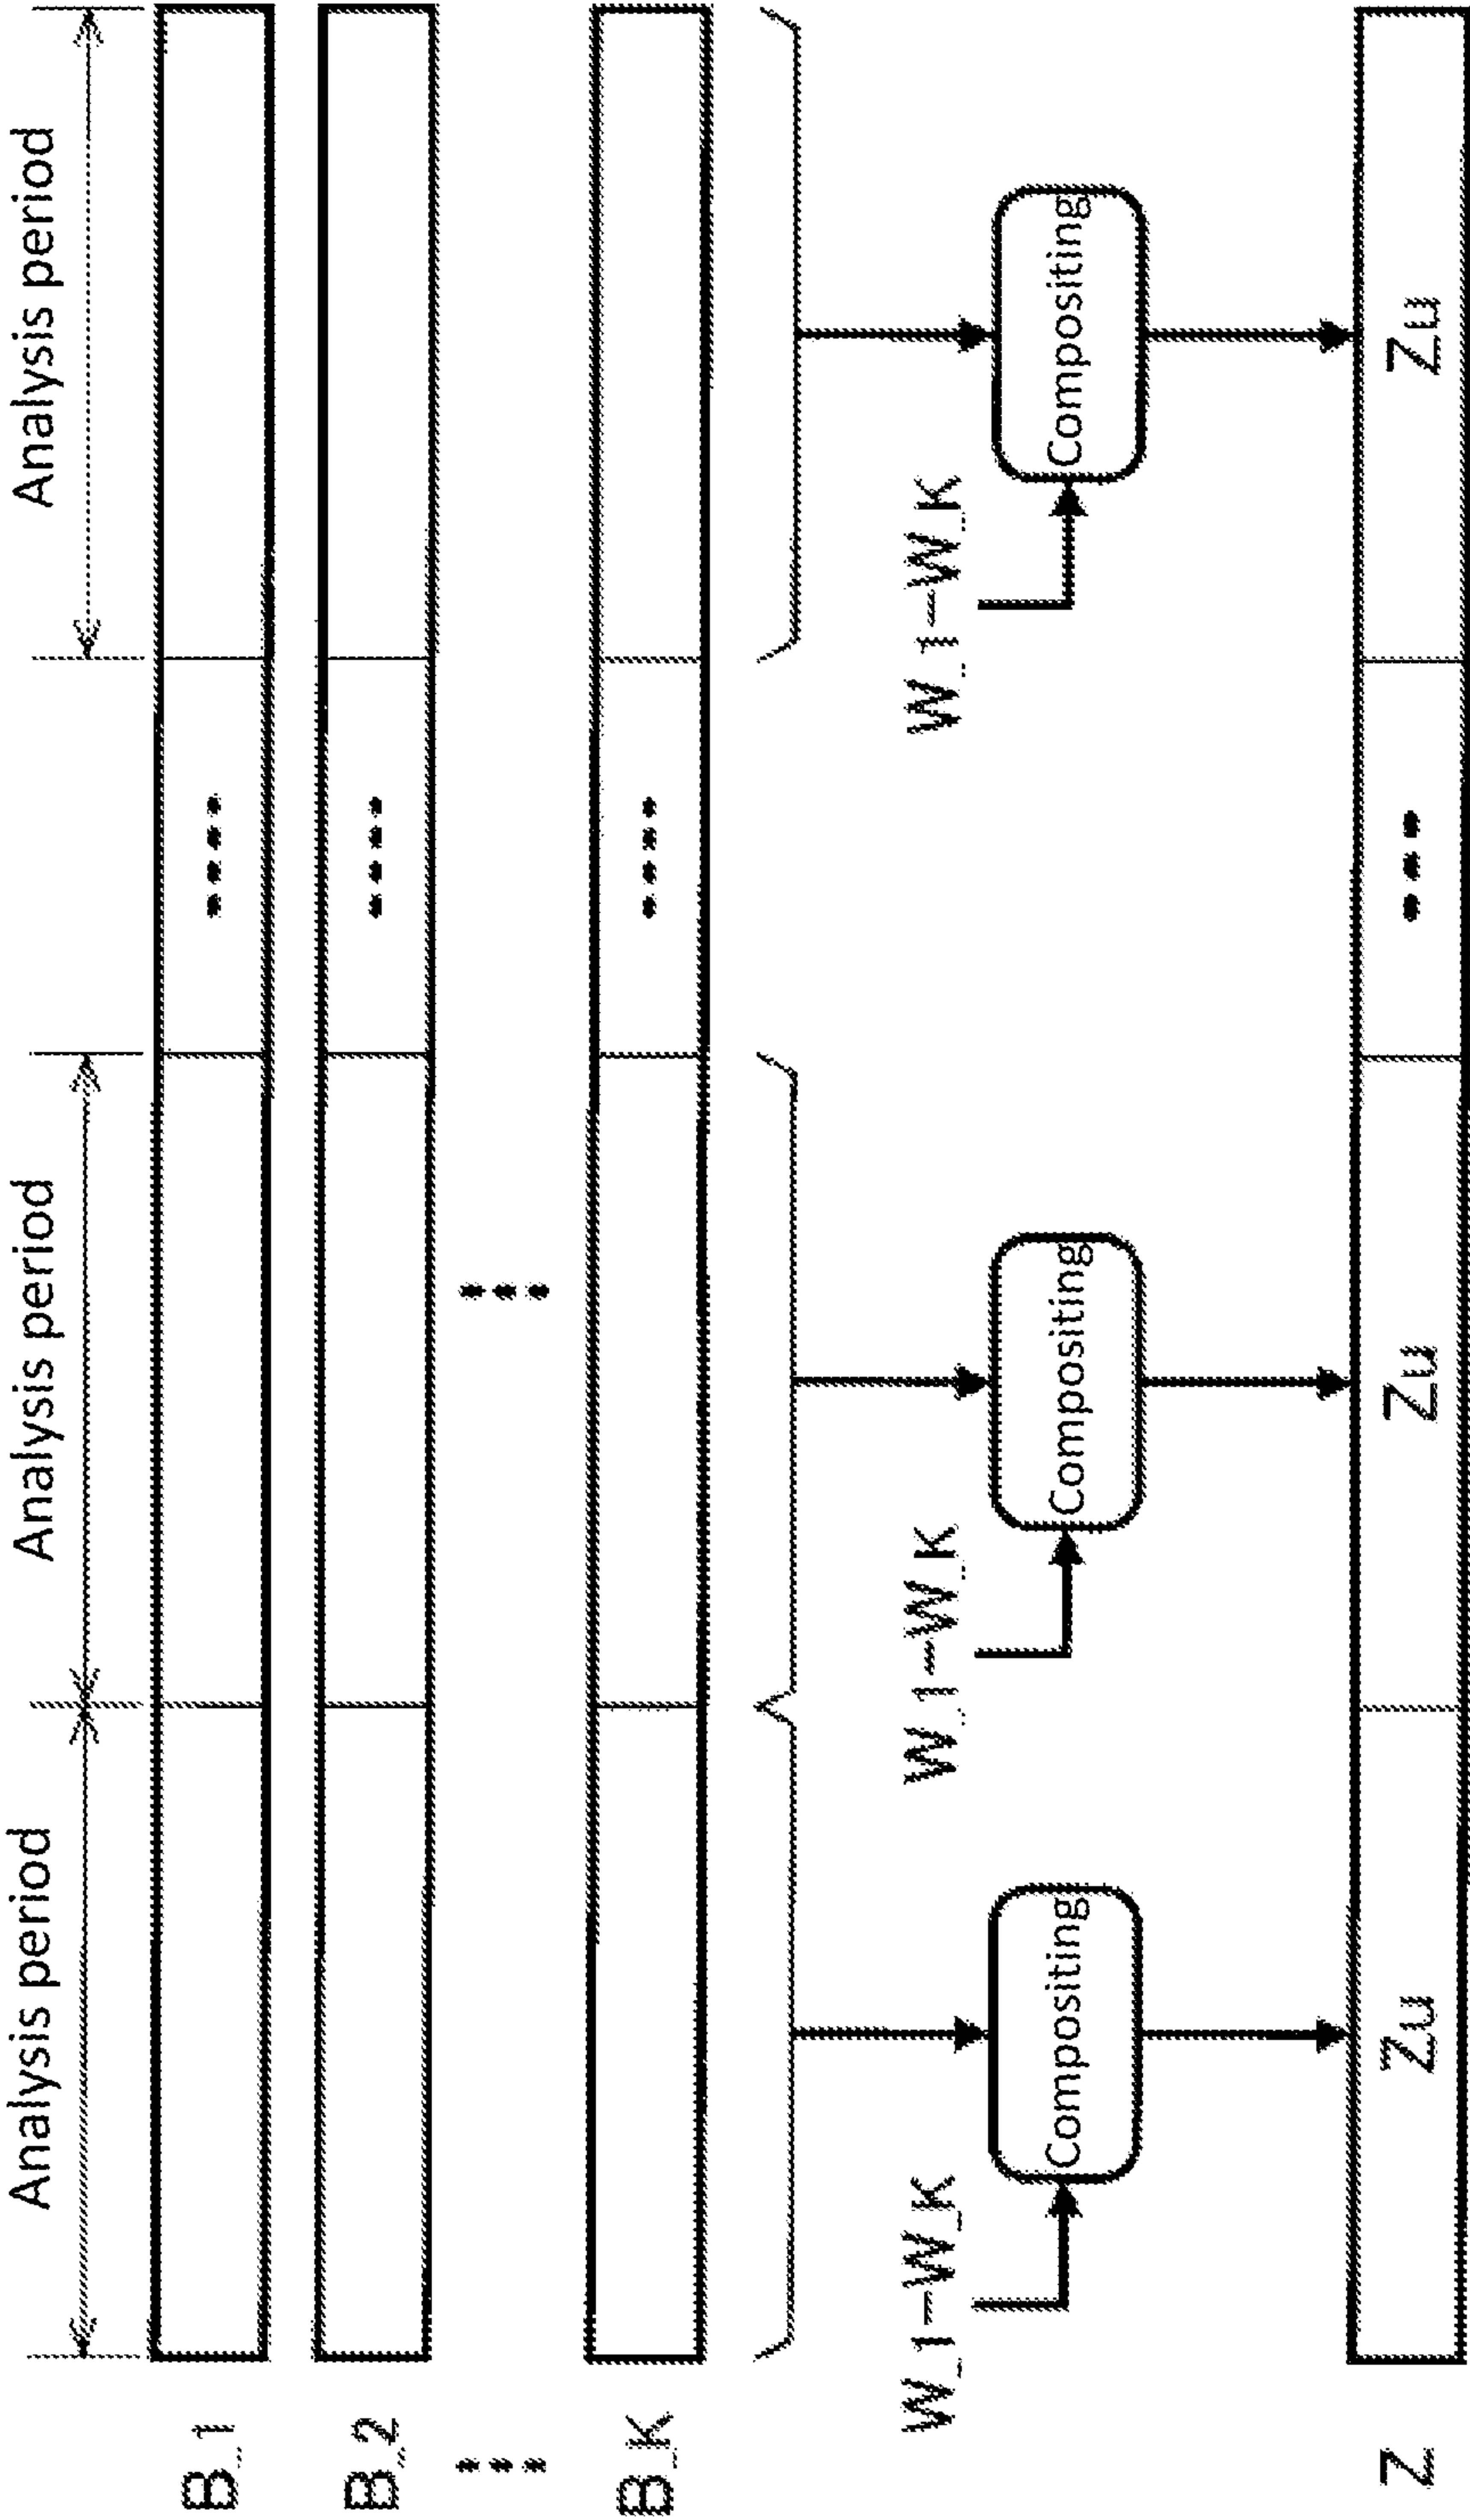 Analysis period Analysis period Analysis period
B_1 ....
B_2 ....
... ...
B_K ....
W_1–W_K W_1–W_K W_1–W_K
Compositing Compositing Compositing
Z Zu Zu ... Zu